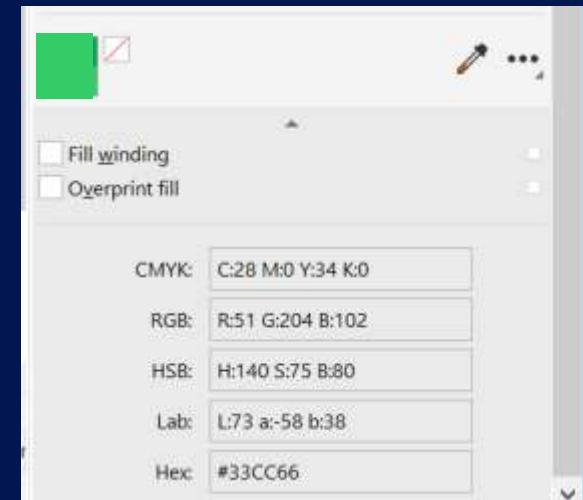 Fill winding
Overprint fill
CMYK: C:28 M:0 Y:34 K:0
RGB: R:51 G:204 B:102
HSB: H:140 S:75 B:80
Lab: L:73 a:-58 b:38
Hex: #33CC66